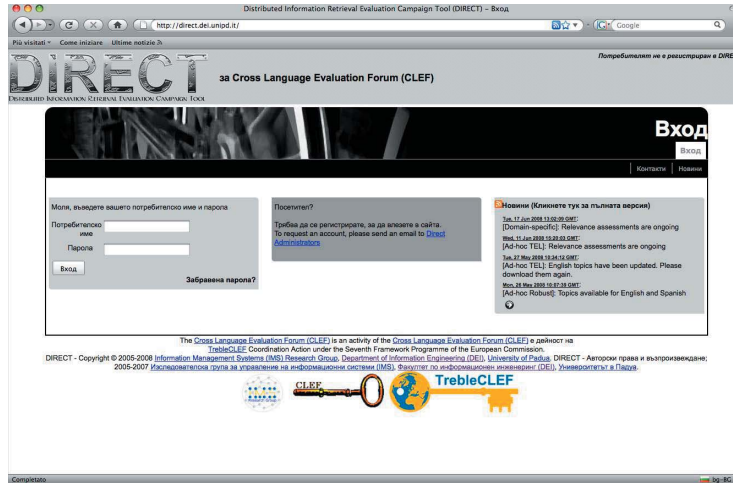 Distributed Information Retrieval Evaluation Campaign Tool (DIRECT) – Вход
http://direct.dei.unipd.it/
Google
Più visitati Come iniziare Ultime notizie
Потребителят не е регистриран в DIRE
DIRECT
за Cross Language Evaluation Forum (CLEF)
Distributed Information Retrieval Evaluation Campaign Tool
Вход
Вход
Контакти | Новини
Моля, въведете вашето потребителско име и парола
Потребителско
име
Парола
Вход
Забравена парола?
Посетител?
Трябва да се регистрирате, за да влезете в сайта.
To request an account, please send an email to Direct
Administrators
Новини (Кликнете тук за пълната версия)
Tue, 17 Jun 2008 13:02:09 GMT:
[Domain-specific]: Relevance assessments are ongoing
Wed, 11 Jun 2008 15:20:03 GMT:
[Ad-hoc TEL]: Relevance assessments are ongoing
Tue, 27 May 2008 10:34:12 GMT:
[Ad-hoc TEL]: English topics have been updated. Please
download them again.
Mon, 26 May 2008 10:07:38 GMT:
[Ad-hoc Robust]: Topics available for English and Spanish
The Cross Language Evaluation Forum (CLEF) is an activity of the Cross Language Evaluation Forum (CLEF) е дейност на
TrebleCLEF Coordination Action under the Seventh Framework Programme of the European Commission.
DIRECT - Copyright © 2005-2008 Information Management Systems (IMS) Research Group, Department of Information Engineering (DEI), University of Padua. DIRECT - Авторски права и възпроизвеждане;
2005-2007 Изследователска група за управление на информационни системи (IMS), Факултет по информационен инженеринг (DEI), Университетът в Падуа.
CLEF
TrebleCLEF
Completato
bg-BG